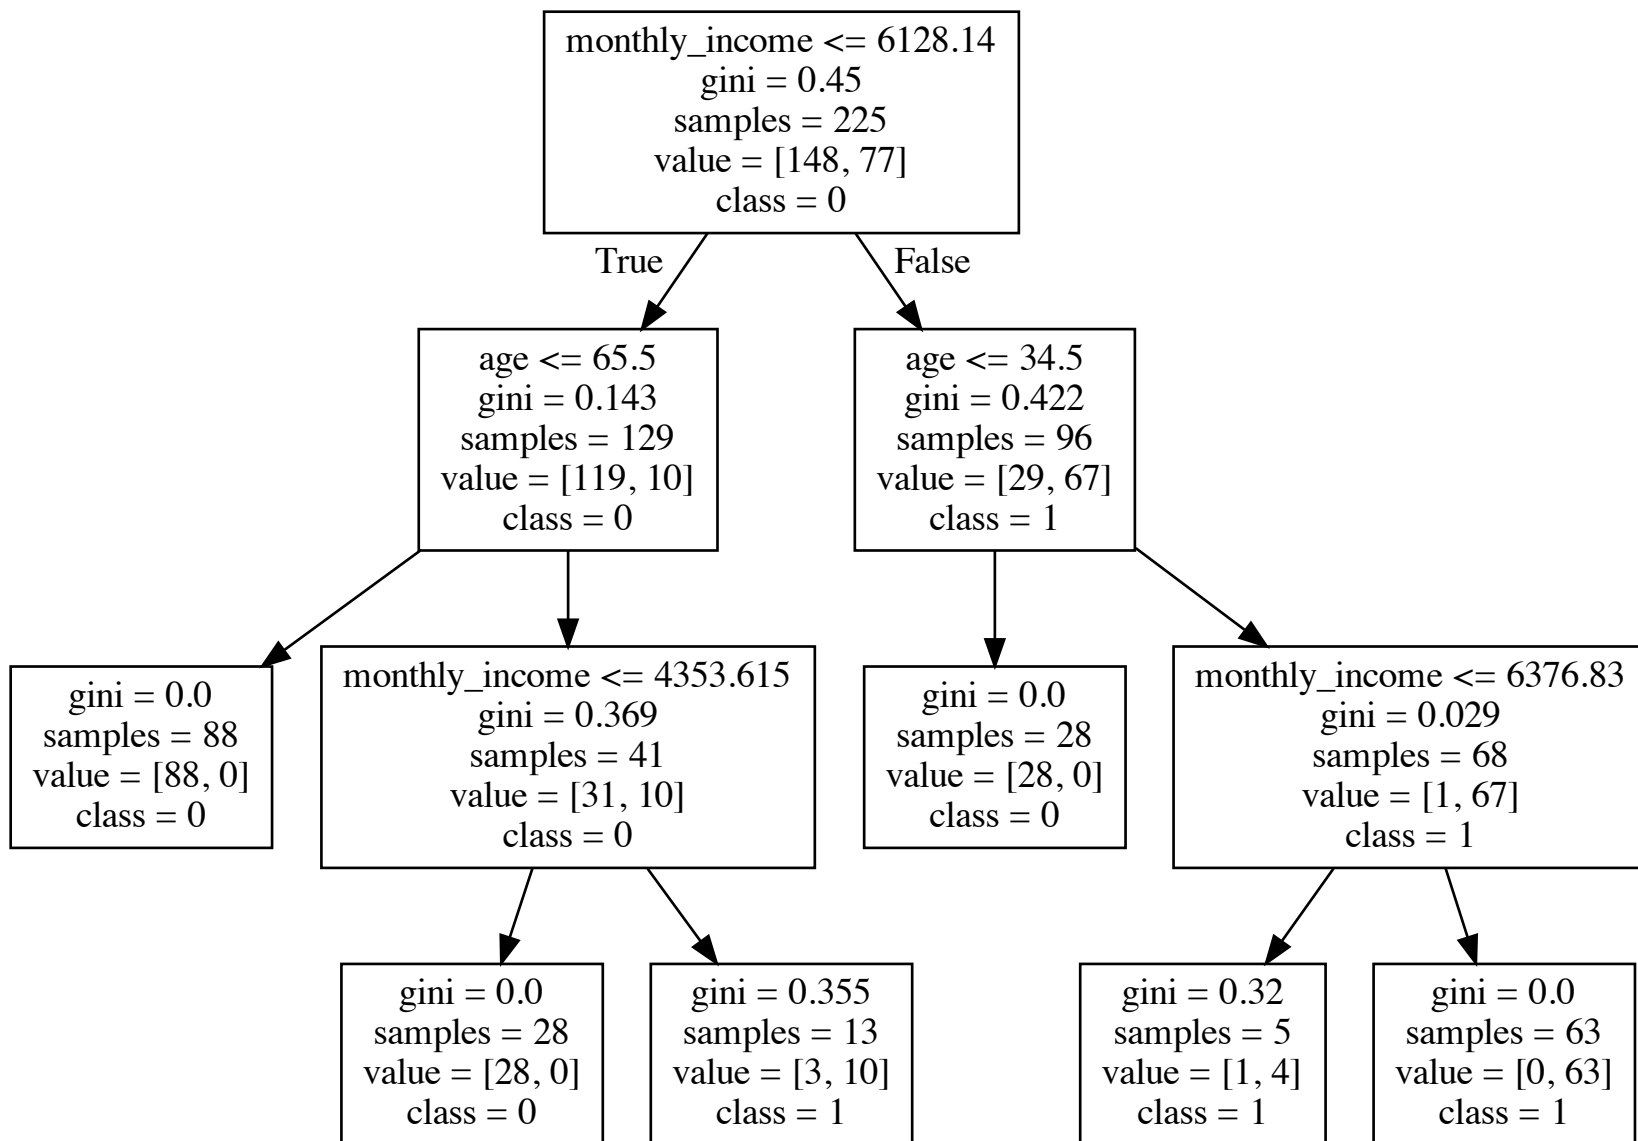 monthly_income <= 6128.14
gini = 0.45
samples = 225
value = [148, 77]
class = 0
True
False
age <= 65.5
gini = 0.143
samples = 129
value = [119, 10]
class = 0
age <= 34.5
gini = 0.422
samples = 96
value = [29, 67]
class = 1
gini = 0.0
samples = 88
value = [88, 0]
class = 0
monthly_income <= 4353.615
gini = 0.369
samples = 41
value = [31, 10]
class = 0
gini = 0.0
samples = 28
value = [28, 0]
class = 0
monthly_income <= 6376.83
gini = 0.029
samples = 68
value = [1, 67]
class = 1
gini = 0.0
samples = 28
value = [28, 0]
class = 0
gini = 0.355
samples = 13
value = [3, 10]
class = 1
gini = 0.32
samples = 5
value = [1, 4]
class = 1
gini = 0.0
samples = 63
value = [0, 63]
class = 1